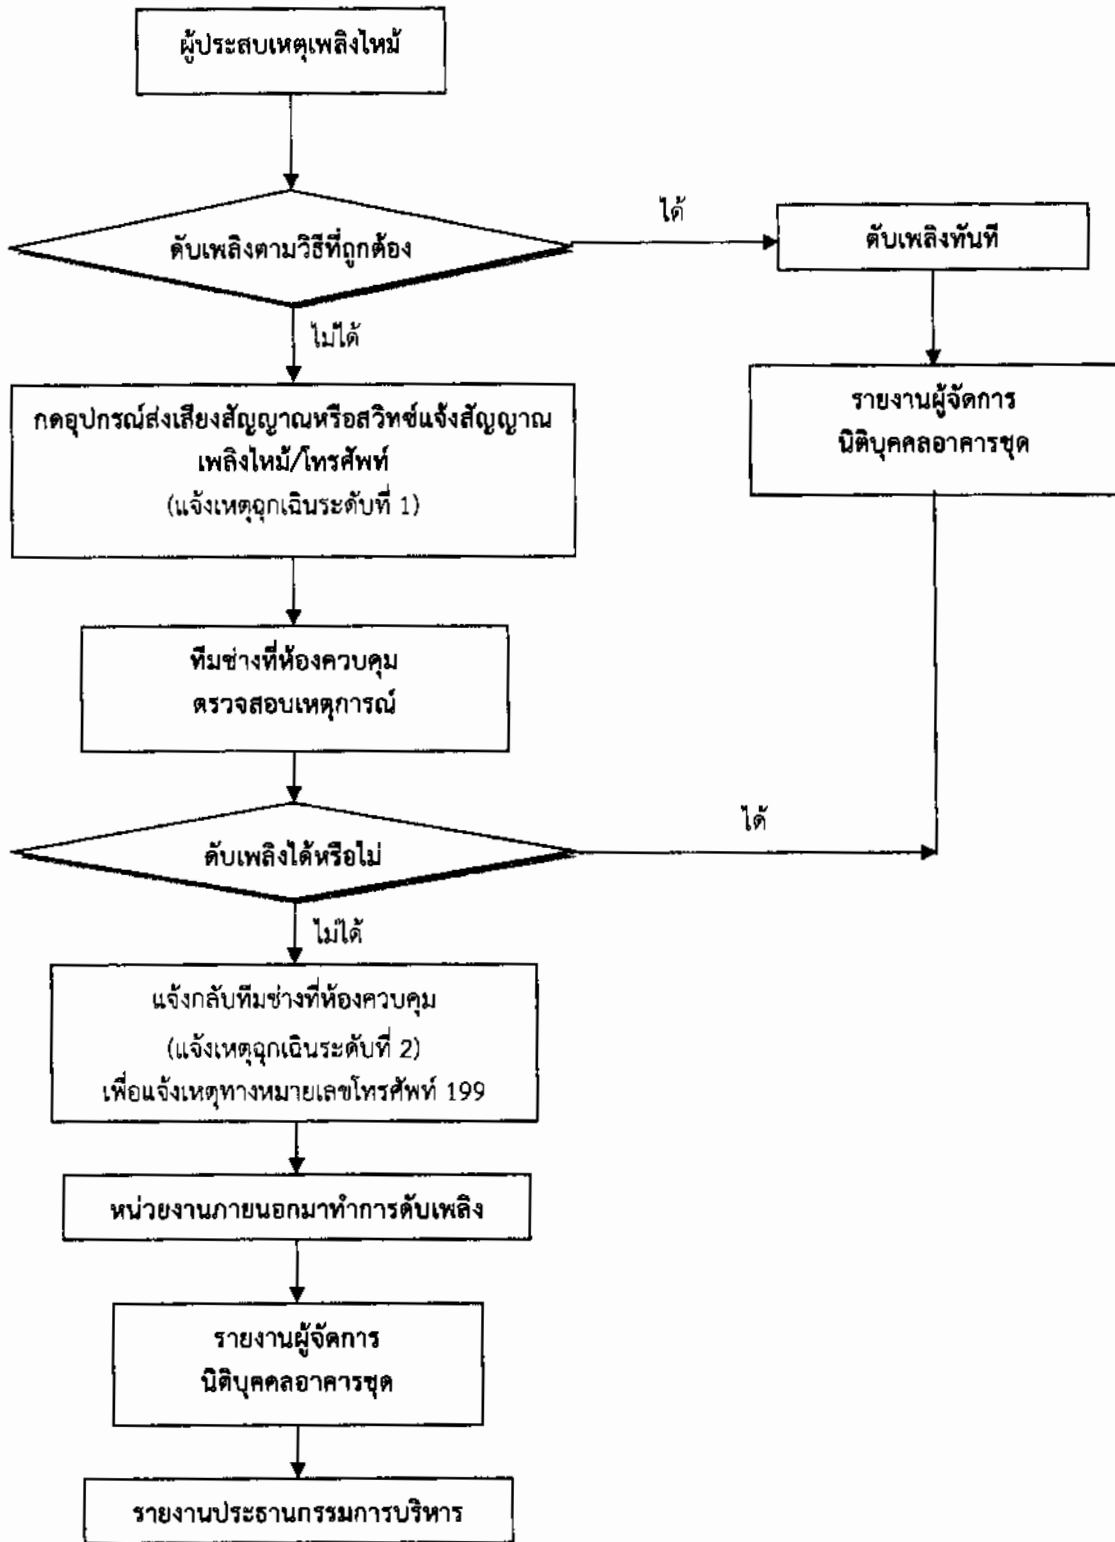 ผู้ประสบเหตุเพลิงไหม้
ดับเพลิงตามวิธีที่ถูกต้อง
ได้
ดับเพลิงทันที
ไม่ได้
รายงานผู้จัดการ
นิติบุคคลอาคารชุด
กดอุปกรณ์ส่งเสียงสัญญาณหรือสวิทซ์แจ้งสัญญาณ
เพลิงไหม้/โทรศัพท์
(แจ้งเหตุฉุกเฉินระดับที่ 1)
ทีมช่างที่ห้องควบคุม
ตรวจสอบเหตุการณ์
ดับเพลิงได้หรือไม่
ได้
ไม่ได้
แจ้งกลับทีมช่างที่ห้องควบคุม
(แจ้งเหตุฉุกเฉินระดับที่ 2)
เพื่อแจ้งเหตุทางหมายเลขโทรศัพท์ 199
หน่วยงานภายนอกมาทำการดับเพลิง
รายงานผู้จัดการ
นิติบุคคลอาคารชุด
รายงานประธานกรรมการบริหาร